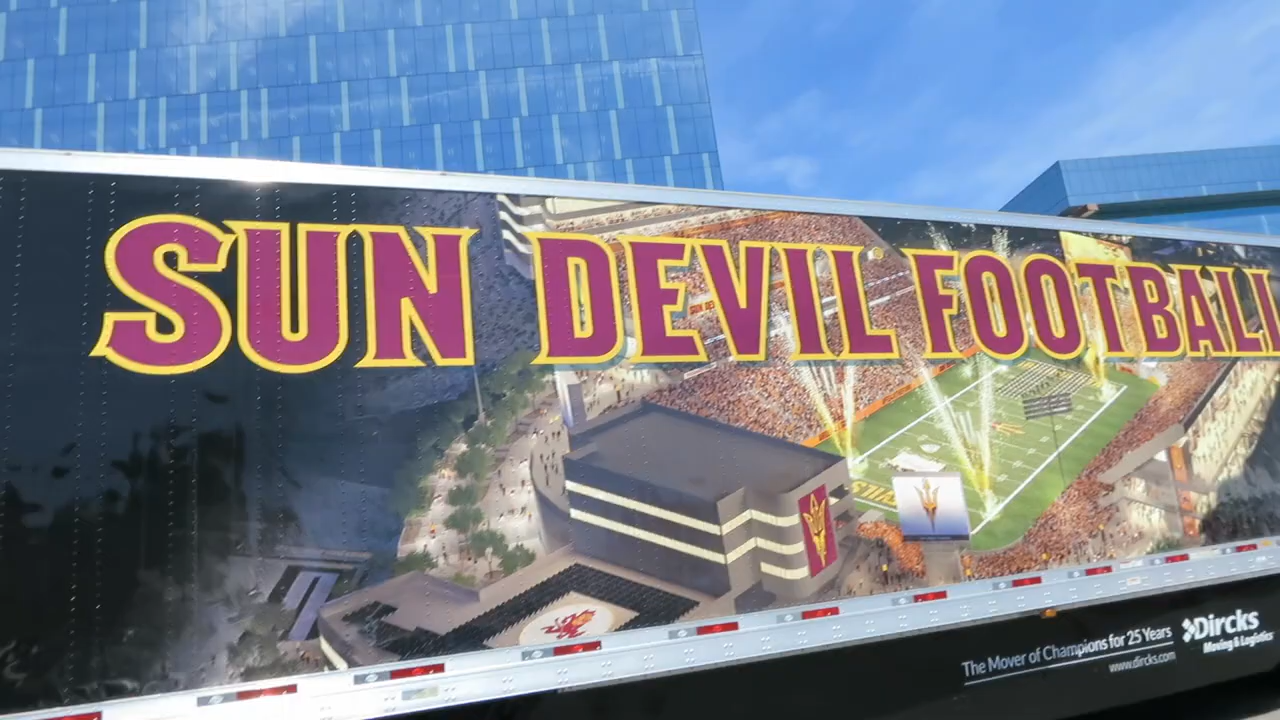 SUN DEVIL® FOOTBALL
The Mover of Champions for 25 Years
www.dircks.com
Dircks
Moving & Logistics